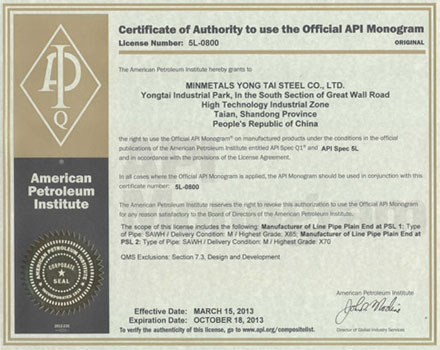 Certificate of Authority to use the Official API Monogram
License Number: 5L-0800
ORIGINAL
The American Petroleum Institute hereby grants to
MINMETALS YONG TAI STEEL CO., LTD.
Yongtai Industrial Park, In the South Section of Great Wall Road
High Technology Industrial Zone
Taian, Shandong Province
People's Republic of China
the right to use the Official API Monogram® on manufactured products under the conditions in the official
publications of the American Petroleum Institute entitled API Spec Q1® and API Spec 5L
and in accordance with the provisions of the License Agreement.
In all cases where the Official API Monogram is applied, the API Monogram should be used in conjunction with this
certificate number: 5L-0800
The American Petroleum Institute reserves the right to revoke this authorization to use the Official API Monogram
for any reason satisfactory to the Board of Directors of the American Petroleum Institute.
The scope of this license includes the following: Manufacturer of Line Pipe Plain End at PSL 1; Type
of Pipe: SAWH / Delivery Condition: M / Highest Grade: X65; Manufacturer of Line Pipe Plain End at
PSL 2; Type of Pipe: SAWH / Delivery Condition: M / Highest Grade: X70
QMS Exclusions: Section 7.3, Design and Development
American Petroleum Institute
Effective Date: MARCH 15, 2013
Expiration Date: OCTOBER 18, 2013
To verify the authenticity of this license, go to www.api.org/compositelist.
Director of Global Industry Services
API
Q
American
Petroleum
Institute
AMERICAN PETROLEUM INSTITUTE
CORPORATE
SEAL